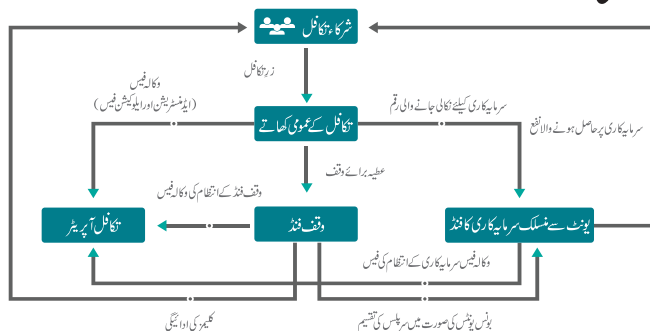 شرکاء تکافل
زرِ تکافل
وکالہ فیس
(ایڈمنسٹریشن اور ایلوکیشن فیس)
تکافل کے عمومی کھاتے
سرمایہ کاری کیلئے نکالی جانے والی رقم
سرمایہ کاری پر حاصل ہونے والا نفع
عطیہ برائے وقف
وقف فنڈ کے انتظام کی وکالہ فیس
تکافل آپریٹر
وقف فنڈ
یونٹ سے منسلک سرمایہ کاری کا فنڈ
وکالہ فیس سرمایہ کاری کے انتظام کی فیس
کلیمز کی ادائیگی
بونس یونٹس کی صورت میں سرپلس کی تقسیم